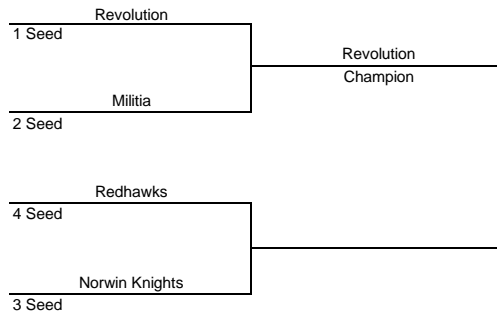 Revolution
1 Seed
Revolution
Champion
Militia
2 Seed
Redhawks
4 Seed
Norwin Knights
3 Seed